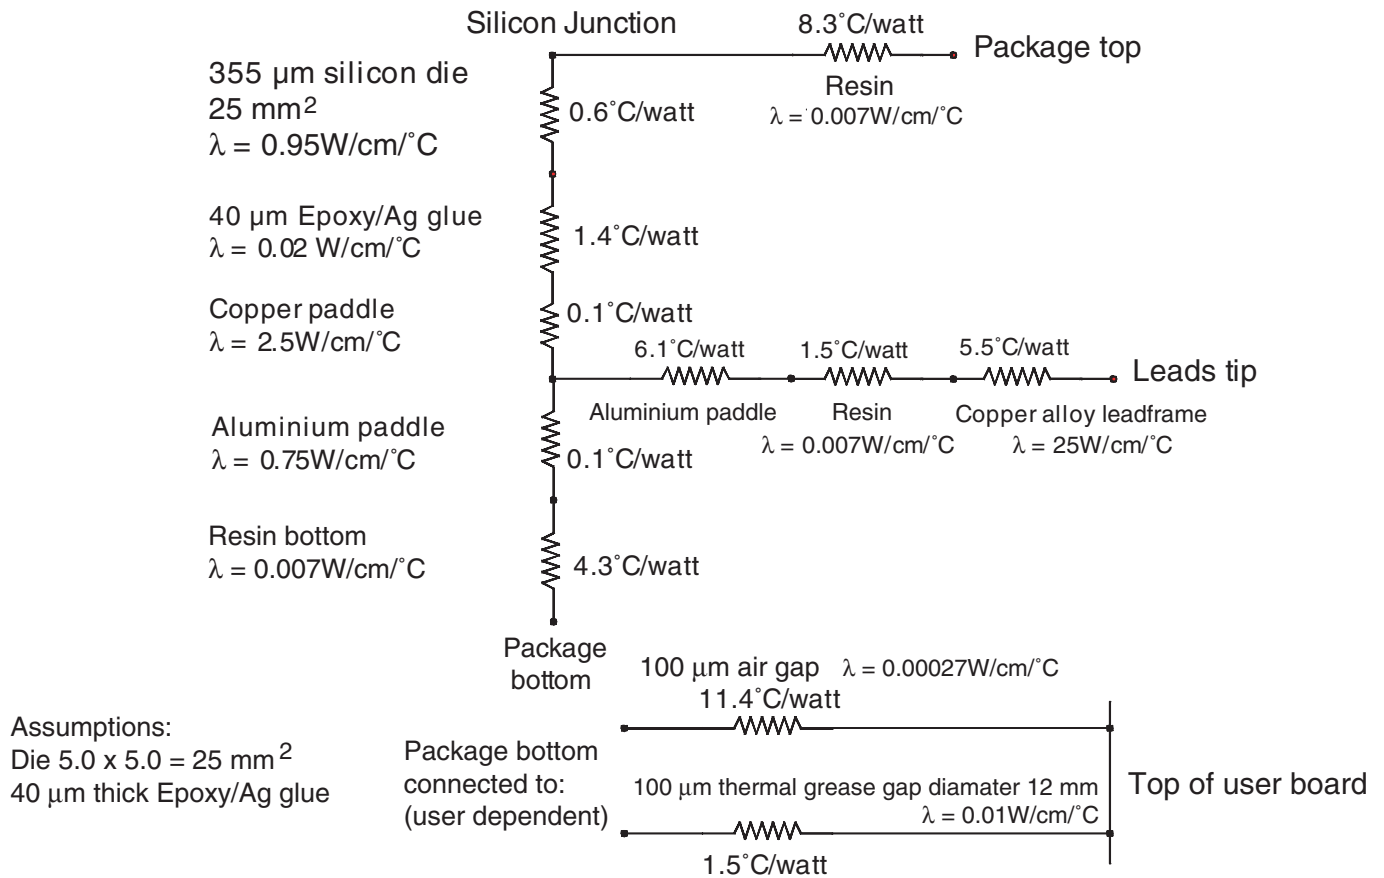 Silicon Junction
8.3˚C/watt
Package top
Resin
λ = 0.007W/cm/˚C
355 µm silicon die
25 mm2
λ = 0.95W/cm/˚C
0.6˚C/watt
40 µm Epoxy/Ag glue
λ = 0.02 W/cm/˚C
1.4˚C/watt
Copper paddle
λ = 2.5W/cm/˚C
0.1˚C/watt
6.1˚C/watt
1.5˚C/watt
5.5˚C/watt
Leads tip
Aluminium paddle
Resin
λ = 0.007W/cm/˚C
Copper alloy leadframe
λ = 25W/cm/˚C
Aluminium paddle
λ = 0.75W/cm/˚C
0.1˚C/watt
Resin bottom
λ = 0.007W/cm/˚C
4.3˚C/watt
Package
bottom
100 µm air gap λ = 0.00027W/cm/˚C
11.4˚C/watt
Assumptions:
Die 5.0 x 5.0 = 25 mm 2
40 µm thick Epoxy/Ag glue
Package bottom
connected to:
(user dependent)
100 µm thermal grease gap diamater 12 mm
λ = 0.01W/cm/˚C
1.5˚C/watt
Top of user board